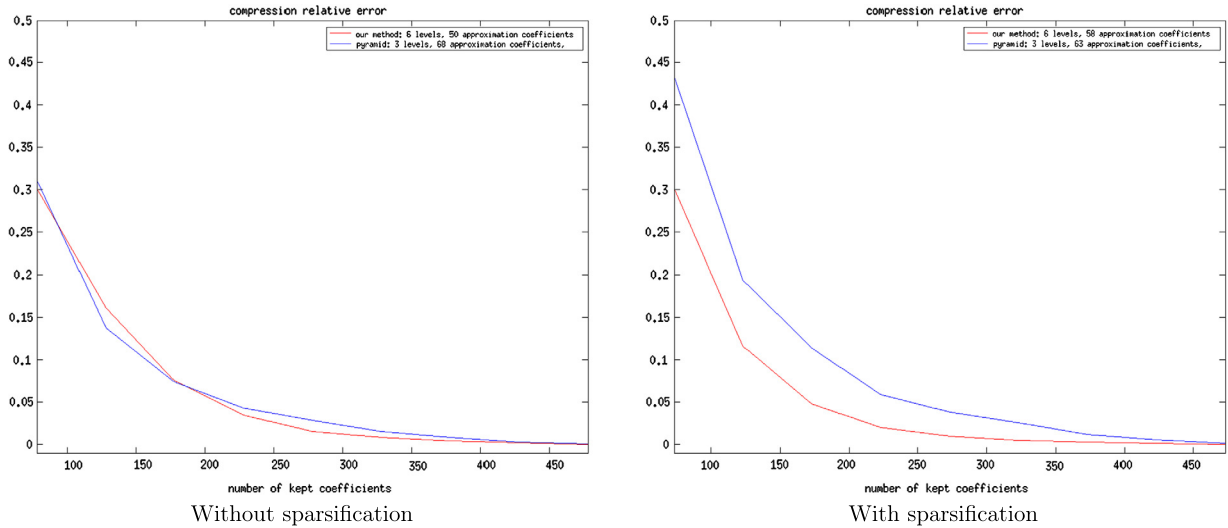 compression relative error
0.5
0.45
0.4
0.35
0.3
0.25
0.2
0.15
0.1
0.05
0
our method: 6 levels, 50 approximation coefficients
pyramid: 3 levels, 68 approximation coefficients,
100 150 200 250 300 350 400 450
number of kept coefficients
Without sparsification
compression relative error
0.5
0.45
0.4
0.35
0.3
0.25
0.2
0.15
0.1
0.05
0
our method: 6 levels, 58 approximation coefficients
pyramid: 3 levels, 63 approximation coefficients,
100 150 200 250 300 350 400 450
number of kept coefficients
With sparsification